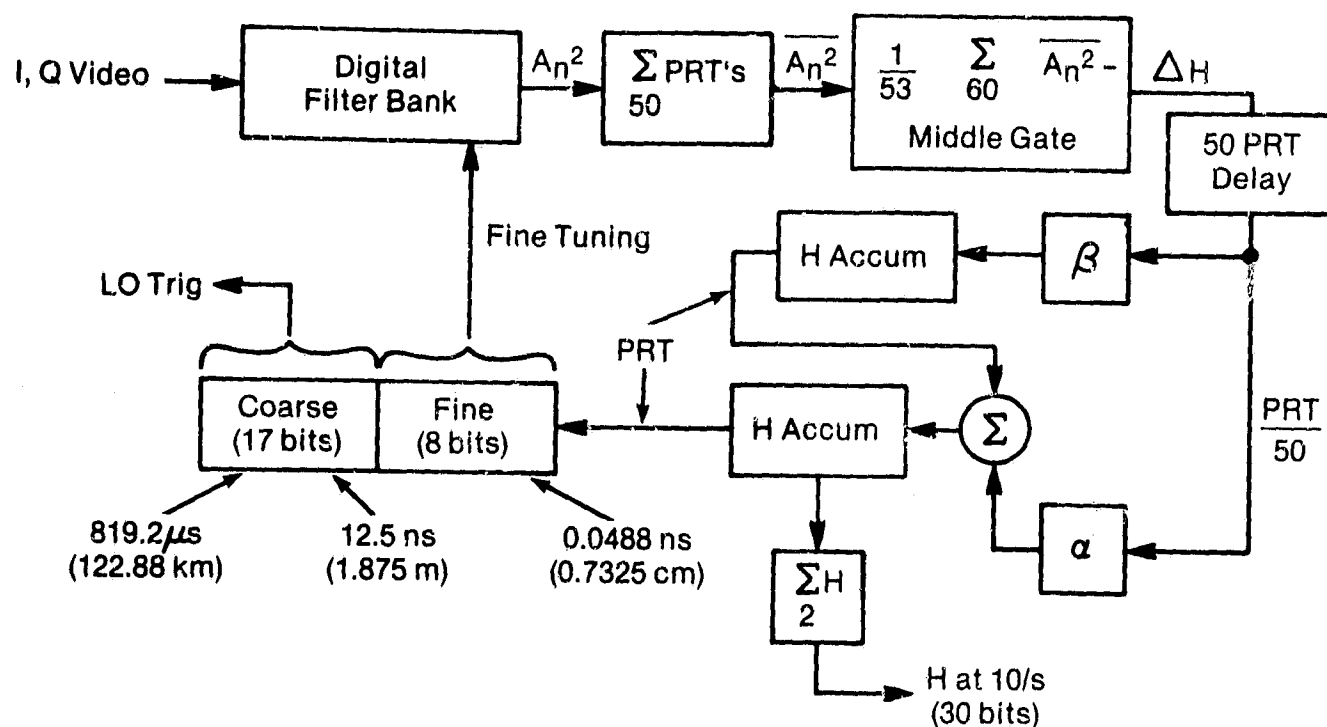 I, Q Video
Digital
Filter Bank
An²
Σ PRT's
50
An²
1/53 Σ An² -
60
Middle Gate
ΔH
50 PRT
Delay
Fine Tuning
H Accum
β
LO Trig
PRT
Coarse
(17 bits)
Fine
(8 bits)
H Accum
Σ
PRT
50
819.2μs
(122.88 km)
12.5 ns
(1.875 m)
0.0488 ns
(0.7325 cm)
α
ΣH
2
H at 10/s
(30 bits)